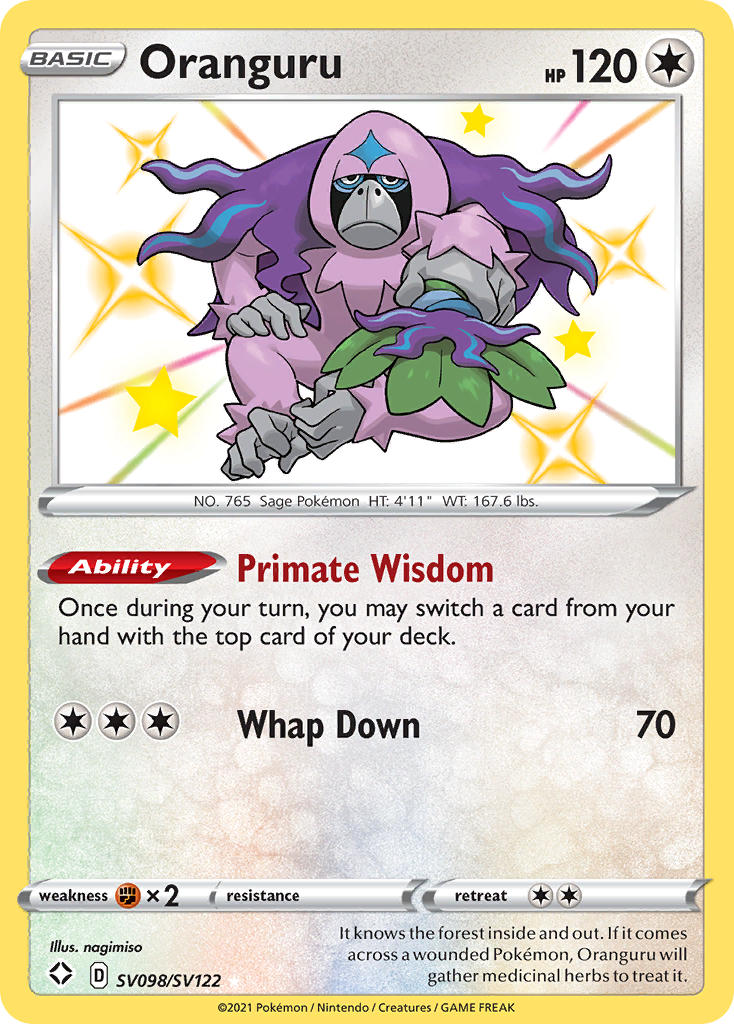 BASIC Oranguru HP 120
NO. 765 Sage Pokémon HT: 4'11" WT: 167.6 lbs.
Ability Primate Wisdom
Once during your turn, you may switch a card from your
hand with the top card of your deck.
Whap Down 70
weakness ×2 resistance retreat
Illus. nagimiso
It knows the forest inside and out. If it comes
across a wounded Pokémon, Oranguru will
gather medicinal herbs to treat it.
D SV098/SV122
©2021 Pokémon / Nintendo / Creatures / GAME FREAK